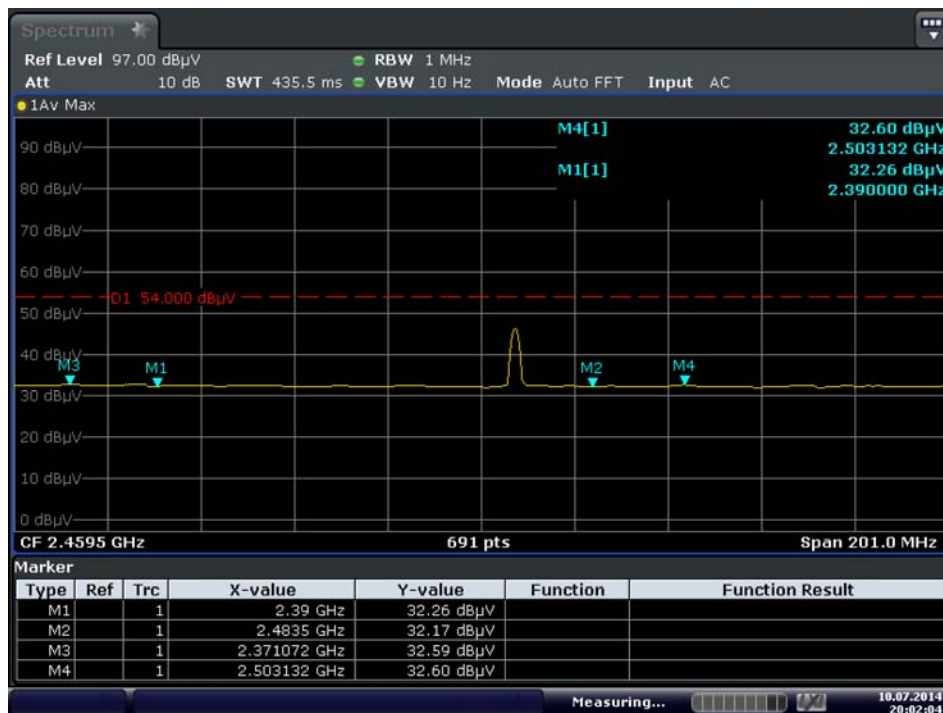 Spectrum
Ref Level 97.00 dBµV RBW 1 MHz
Att 10 dB SWT 435.5 ms VBW 10 Hz Mode Auto FFT Input AC
1Av Max
M4[1] 32.60 dBµV
2.503132 GHz
M1[1] 32.26 dBµV
2.390000 GHz
90 dBµV
80 dBµV
70 dBµV
60 dBµV
D1 54.000 dBµV
50 dBµV
40 dBµV
M3 M1 M2 M4
30 dBµV
20 dBµV
10 dBµV
0 dBµV
CF 2.4595 GHz 691 pts Span 201.0 MHz
Marker
Type Ref Trc X-value Y-value Function Function Result
M1 1 2.39 GHz 32.26 dBµV
M2 1 2.4835 GHz 32.17 dBµV
M3 1 2.371072 GHz 32.59 dBµV
M4 1 2.503132 GHz 32.60 dBµV
Measuring... 10.07.2014
20:02:04